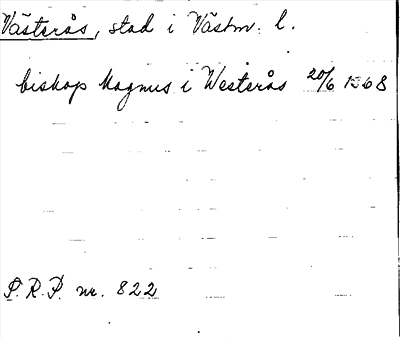 Västerås, stad i Västm. l.
biskop Magnus i Westerås 20/6 1368
P.R.P. nr. 822